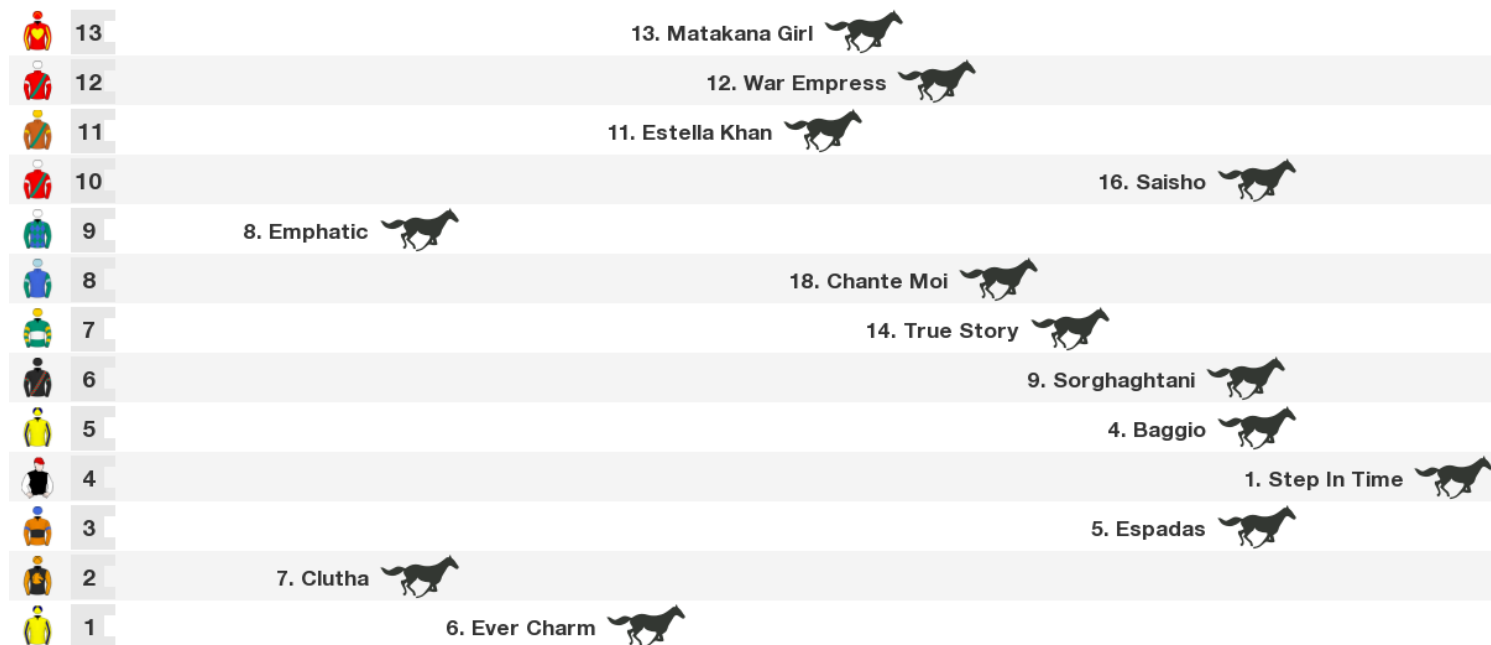 13 13. Matakana Girl
12 12. War Empress
11 11. Estella Khan
10 16. Saisho
9 8. Emphatic
8 18. Chante Moi
7 14. True Story
6 9. Sorghaghtani
5 4. Baggio
4 1. Step In Time
3 5. Espadas
2 7. Clutha
1 6. Ever Charm